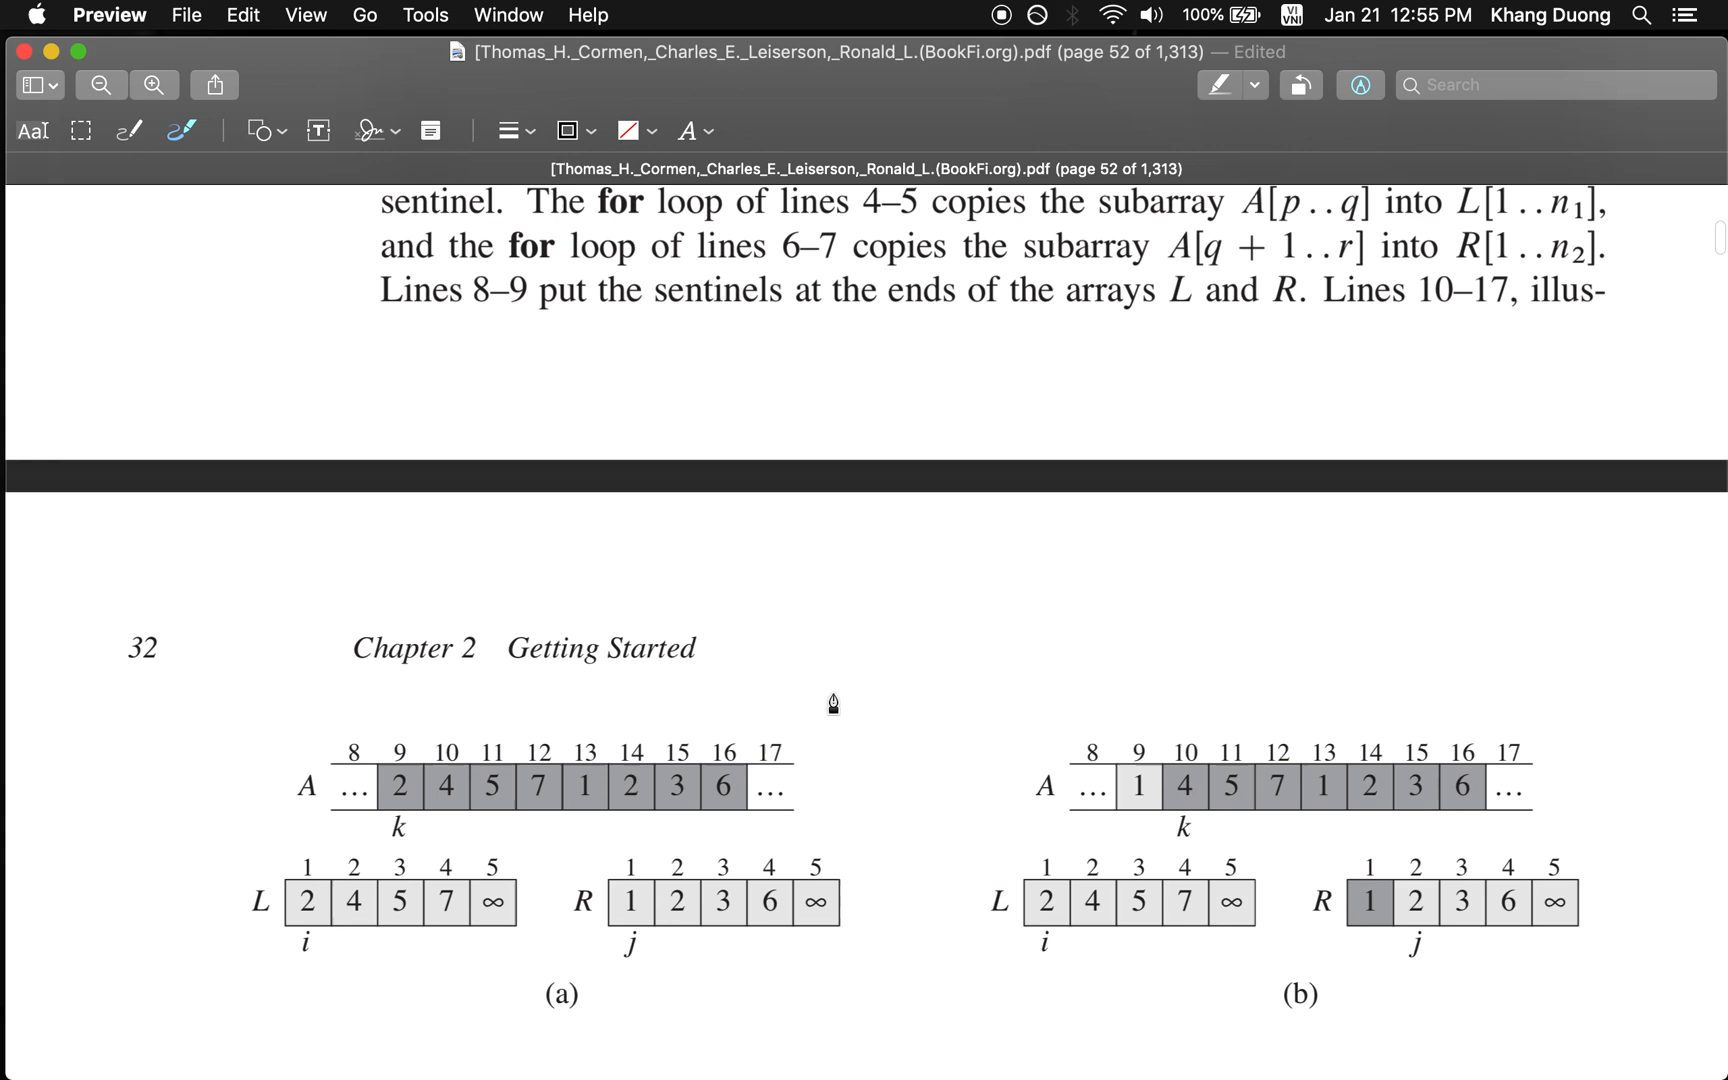 Preview File Edit View Go Tools Window Help 100% VI VNI Jan 21 12:55 PM Khang Duong
[Thomas_H._Cormen,_Charles_E._Leiserson,_Ronald_L.(BookFi.org).pdf (page 52 of 1,313) — Edited
Search
AaI T A
[Thomas_H._Cormen,_Charles_E._Leiserson,_Ronald_L.(BookFi.org).pdf (page 52 of 1,313)
sentinel. The for loop of lines 4–5 copies the subarray A[p . . q] into L[1 . . n₁],
and the for loop of lines 6–7 copies the subarray A[q + 1 . . r] into R[1 . . n₂].
Lines 8–9 put the sentinels at the ends of the arrays L and R. Lines 10–17, illus-
32 Chapter 2 Getting Started
8 9 10 11 12 13 14 15 16 17
A ... 2 4 5 7 1 2 3 6 ...
k
1 2 3 4 5 1 2 3 4 5
L 2 4 5 7 ∞ R 1 2 3 6 ∞
i j
(a)
8 9 10 11 12 13 14 15 16 17
A ... 1 4 5 7 1 2 3 6 ...
k
1 2 3 4 5 1 2 3 4 5
L 2 4 5 7 ∞ R 1 2 3 6 ∞
i j
(b)